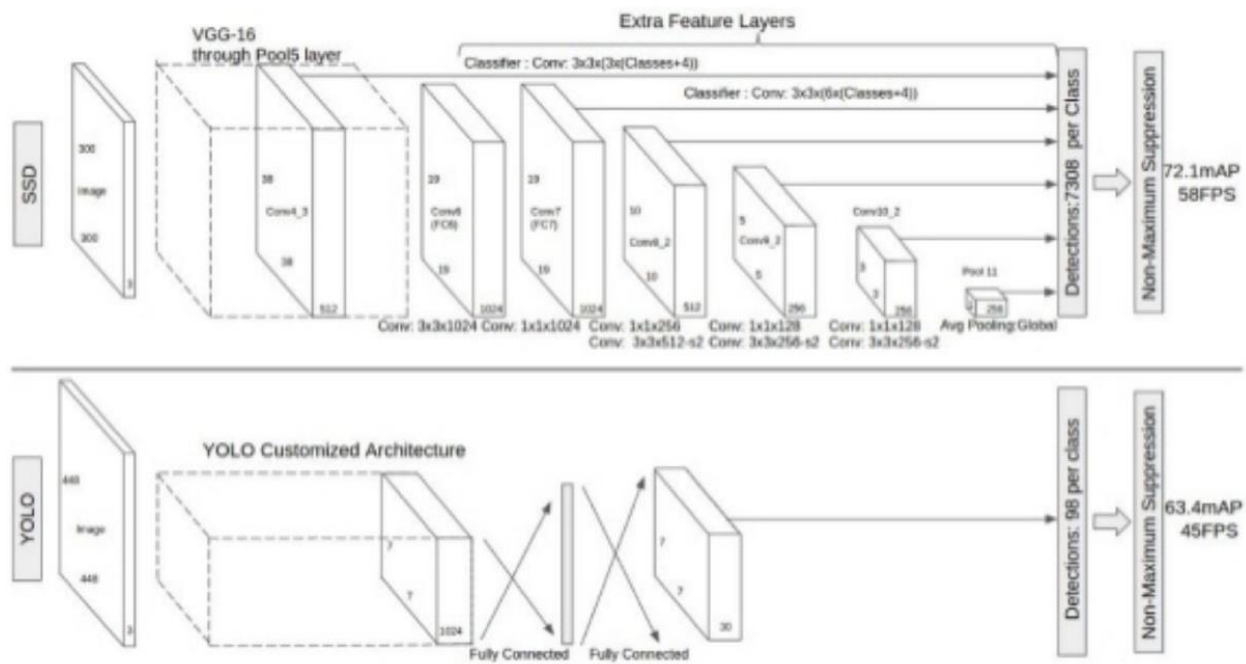 Extra Feature Layers
VGG-16
through Pool5 layer
Classifier : Conv: 3x3x(3x(Classes+4))
Classifier : Conv: 3x3x(6x(Classes+4))
SSD
300
Image
300
3
38
Conv4_3
38
512
19
Conv6
(FC6)
19
1024
19
Conv7
(FC7)
19
1024
10
Conv8_2
10
512
5
Conv9_2
5
256
Conv10_2
3
3
256
Pool 11
256
Conv: 3x3x1024
Conv: 1x1x1024
Conv: 1x1x256
Conv: 3x3x512-s2
Conv: 1x1x128
Conv: 3x3x256-s2
Conv: 1x1x128
Conv: 3x3x256-s2
Avg Pooling:Global
Detections:7308 per Class
Non-Maximum Suppression
72.1mAP
58FPS
YOLO
448
Image
448
3
YOLO Customized Architecture
7
7
1024
Fully Connected
Fully Connected
7
7
30
Detections: 98 per class
Non-Maximum Suppression
63.4mAP
45FPS